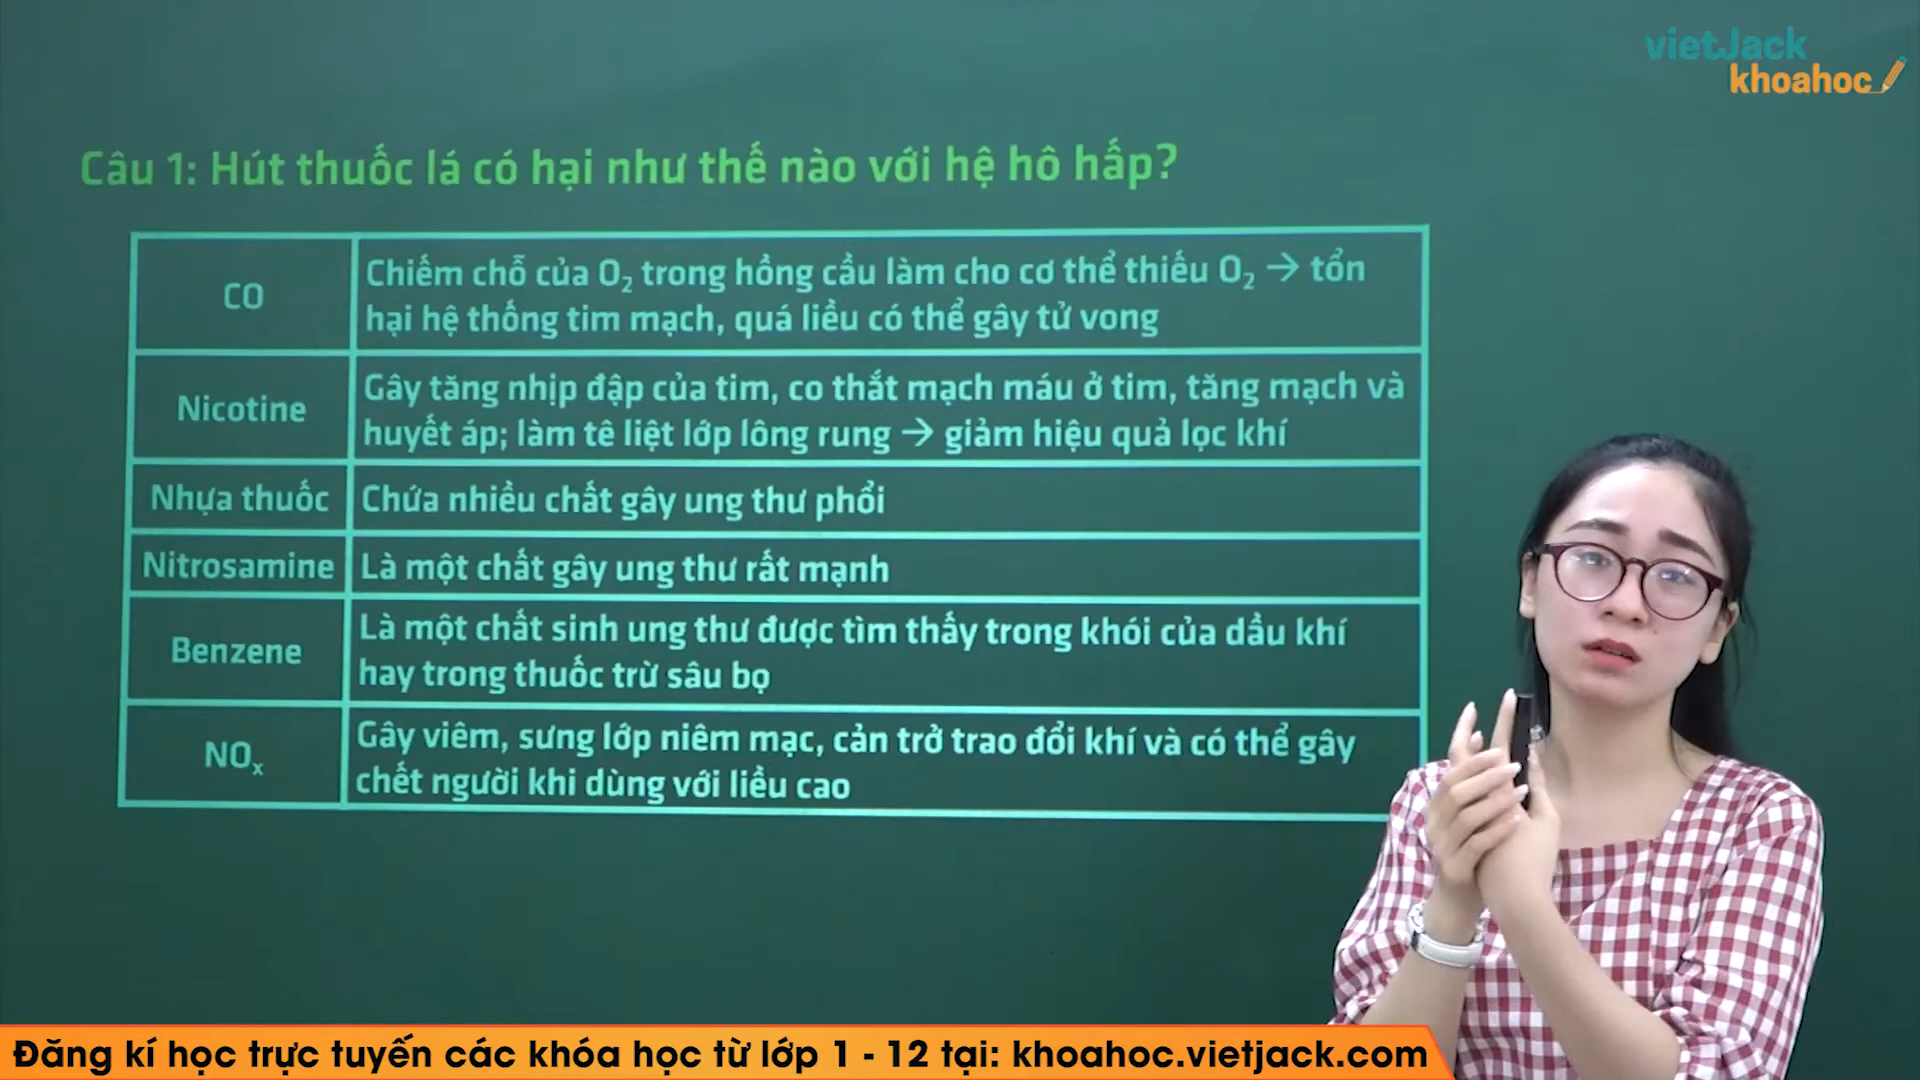 vietJack
khoahoc
Câu 1: Hút thuốc lá có hại như thế nào với hệ hô hấp?
CO
Chiếm chỗ của O₂ trong hồng cầu làm cho cơ thể thiếu O₂ → tổn
hại hệ thống tim mạch, quá liều có thể gây tử vong
Nicotine
Gây tăng nhịp đập của tim, co thắt mạch máu ở tim, tăng mạch và
huyết áp; làm tê liệt lớp lông rung → giảm hiệu quả lọc khí
Nhựa thuốc
Chứa nhiều chất gây ung thư phổi
Nitrosamine
Là một chất gây ung thư rất mạnh
Benzene
Là một chất sinh ung thư được tìm thấy trong khói của dầu khí
hay trong thuốc trừ sâu bọ
NOₓ
Gây viêm, sưng lớp niêm mạc, cản trở trao đổi khí và có thể gây
chết người khi dùng với liều cao
Đăng kí học trực tuyến các khóa học từ lớp 1 - 12 tại: khoahoc.vietjack.com